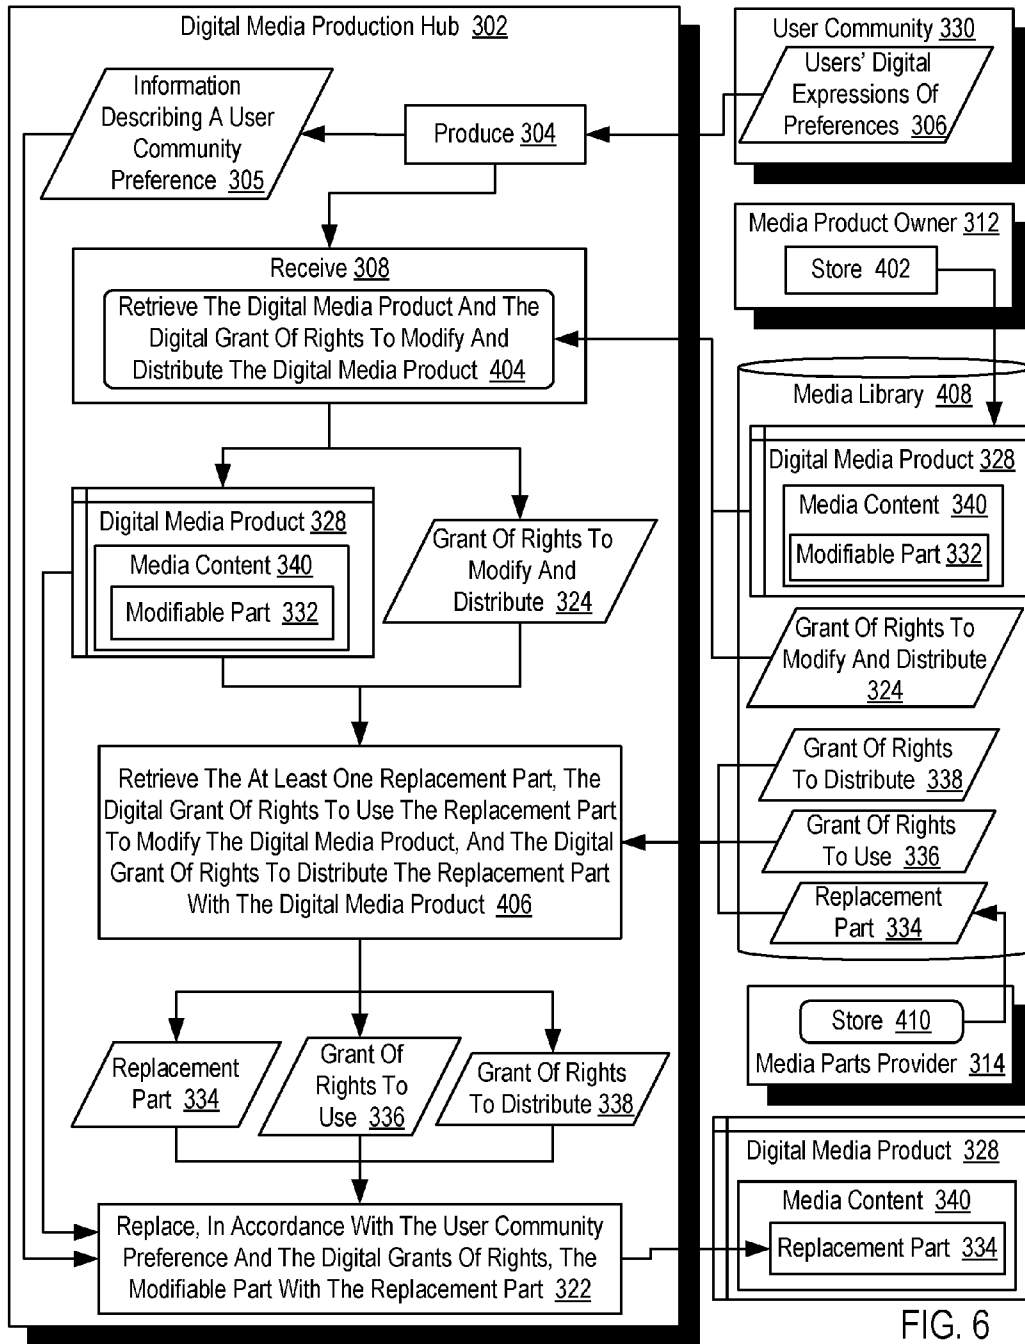 Digital Media Production Hub 302
Information
Describing A User
Community
Preference 305
Produce 304
User Community 330
Users' Digital
Expressions Of
Preferences 306
Media Product Owner 312
Store 402
Receive 308
Retrieve The Digital Media Product And The
Digital Grant Of Rights To Modify And
Distribute The Digital Media Product 404
Media Library 408
Digital Media Product 328
Media Content 340
Modifiable Part 332
Digital Media Product 328
Media Content 340
Modifiable Part 332
Grant Of Rights To
Modify And
Distribute 324
Grant Of Rights To
Modify And Distribute
324
Retrieve The At Least One Replacement Part, The
Digital Grant Of Rights To Use The Replacement Part
To Modify The Digital Media Product, And The Digital
Grant Of Rights To Distribute The Replacement Part
With The Digital Media Product 406
Grant Of Rights
To Distribute 338
Grant Of Rights
To Use 336
Replacement
Part 334
Store 410
Media Parts Provider 314
Replacement
Part 334
Grant Of
Rights To
Use 336
Grant Of Rights
To Distribute 338
Replace, In Accordance With The User Community
Preference And The Digital Grants Of Rights, The
Modifiable Part With The Replacement Part 322
Digital Media Product 328
Media Content 340
Replacement Part 334
FIG. 6